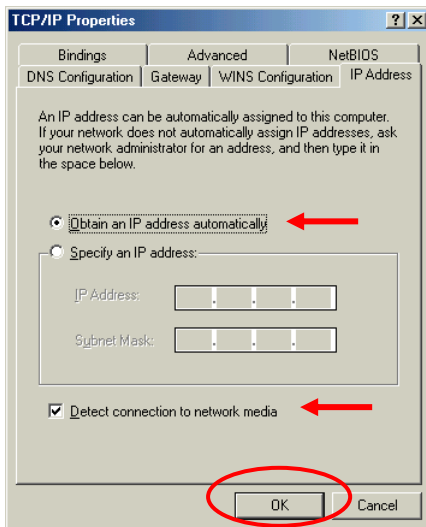 TCP/IP Properties
Bindings Advanced NetBIOS
DNS Configuration Gateway WINS Configuration IP Address
An IP address can be automatically assigned to this computer.
If your network does not automatically assign IP addresses, ask
your network administrator for an address, and then type it in
the space below.
Obtain an IP address automatically
Specify an IP address:
IP Address:
Subnet Mask:
Detect connection to network media
OK Cancel